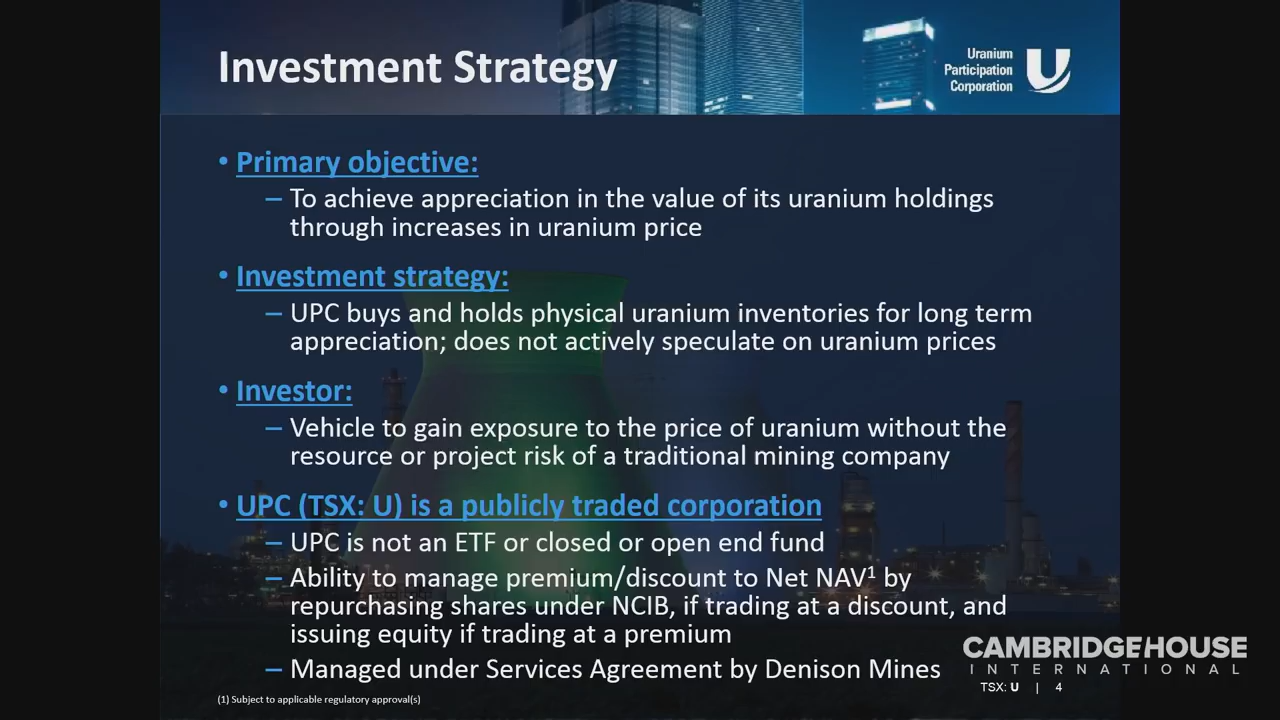 Investment Strategy
Uranium
Participation
Corporation
• Primary objective:
– To achieve appreciation in the value of its uranium holdings
through increases in uranium price
• Investment strategy:
– UPC buys and holds physical uranium inventories for long term
appreciation; does not actively speculate on uranium prices
• Investor:
– Vehicle to gain exposure to the price of uranium without the
resource or project risk of a traditional mining company
• UPC (TSX: U) is a publicly traded corporation
– UPC is not an ETF or closed or open end fund
– Ability to manage premium/discount to Net NAV¹ by
repurchasing shares under NCIB, if trading at a discount, and
issuing equity if trading at a premium
– Managed under Services Agreement by Denison Mines
CAMBRIDGEHOUSE
INTERNATIONAL
TSX: U | 4
(1) Subject to applicable regulatory approval(s)